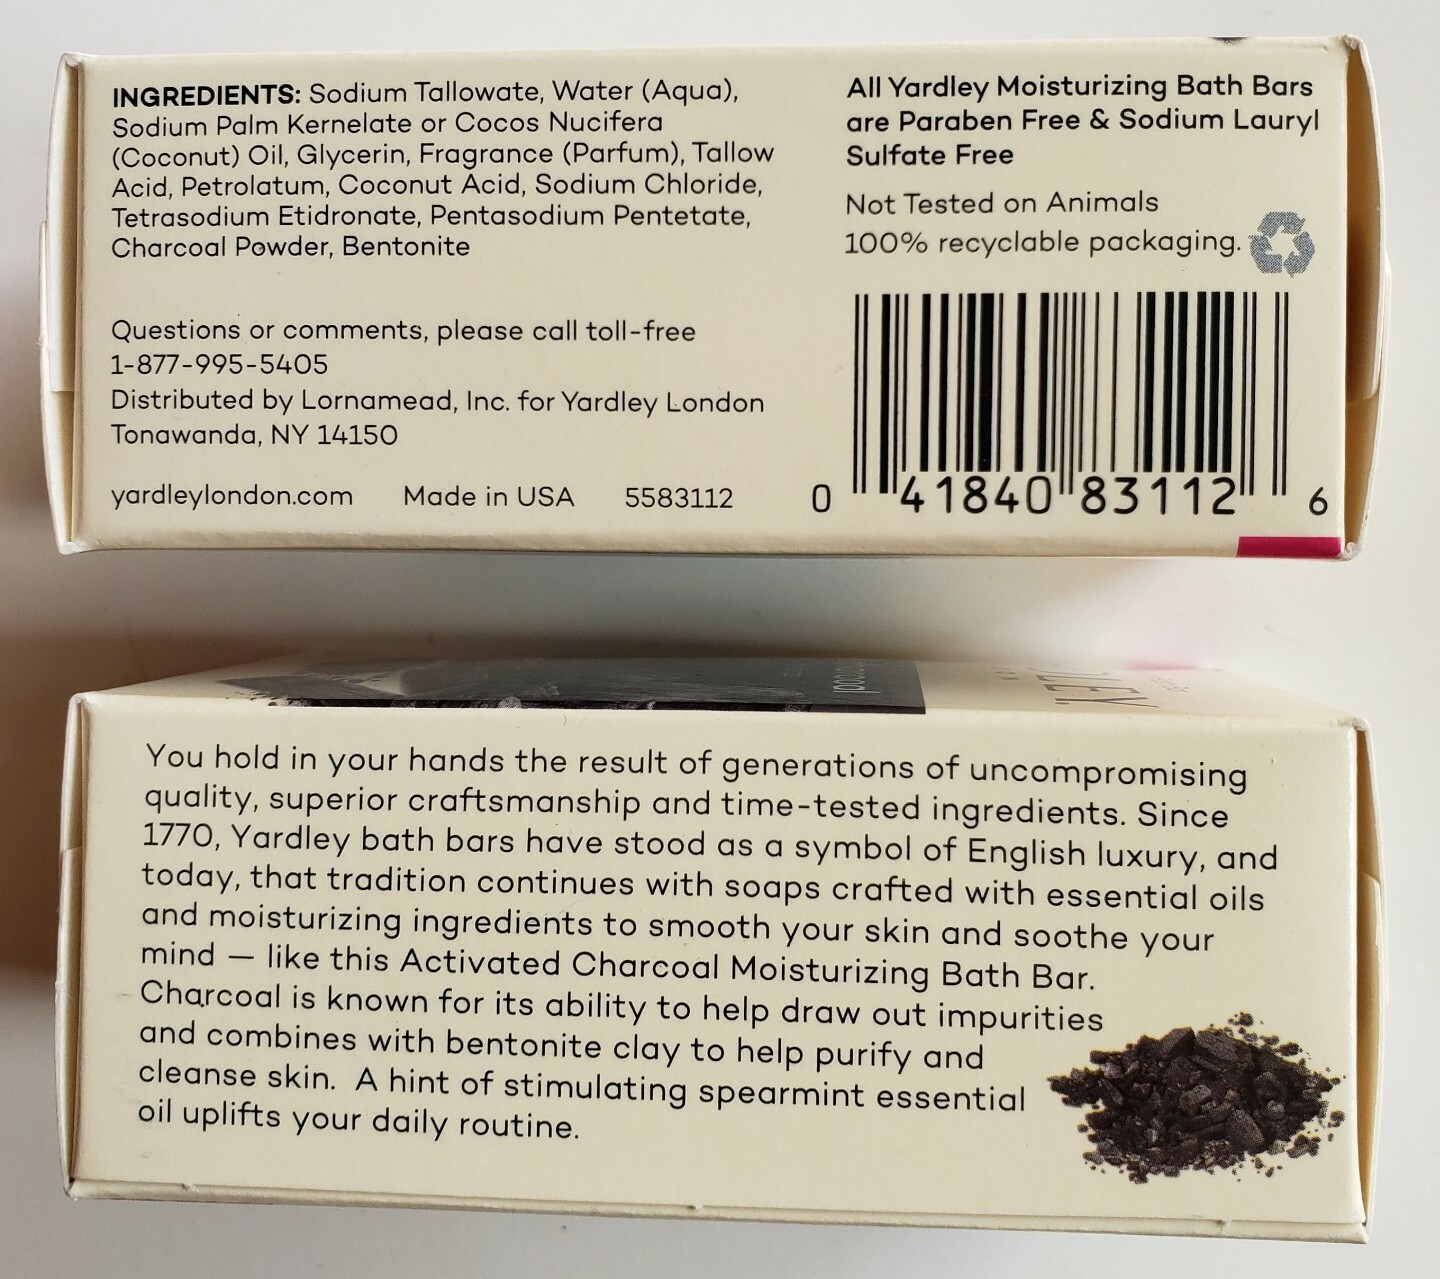 INGREDIENTS: Sodium Tallowate, Water (Aqua),
Sodium Palm Kernelate or Cocos Nucifera
(Coconut) Oil, Glycerin, Fragrance (Parfum), Tallow
Acid, Petrolatum, Coconut Acid, Sodium Chloride,
Tetrasodium Etidronate, Pentasodium Pentetate,
Charcoal Powder, Bentonite
Questions or comments, please call toll-free
1-877-995-5405
Distributed by Lornamead, Inc. for Yardley London
Tonawanda, NY 14150
yardleylondon.com Made in USA 5583112
All Yardley Moisturizing Bath Bars
are Paraben Free & Sodium Lauryl
Sulfate Free
Not Tested on Animals
100% recyclable packaging.
0 41840 83112 6
You hold in your hands the result of generations of uncompromising
quality, superior craftsmanship and time-tested ingredients. Since
1770, Yardley bath bars have stood as a symbol of English luxury, and
today, that tradition continues with soaps crafted with essential oils
and moisturizing ingredients to smooth your skin and soothe your
mind — like this Activated Charcoal Moisturizing Bath Bar.
Charcoal is known for its ability to help draw out impurities
and combines with bentonite clay to help purify and
cleanse skin. A hint of stimulating spearmint essential
oil uplifts your daily routine.